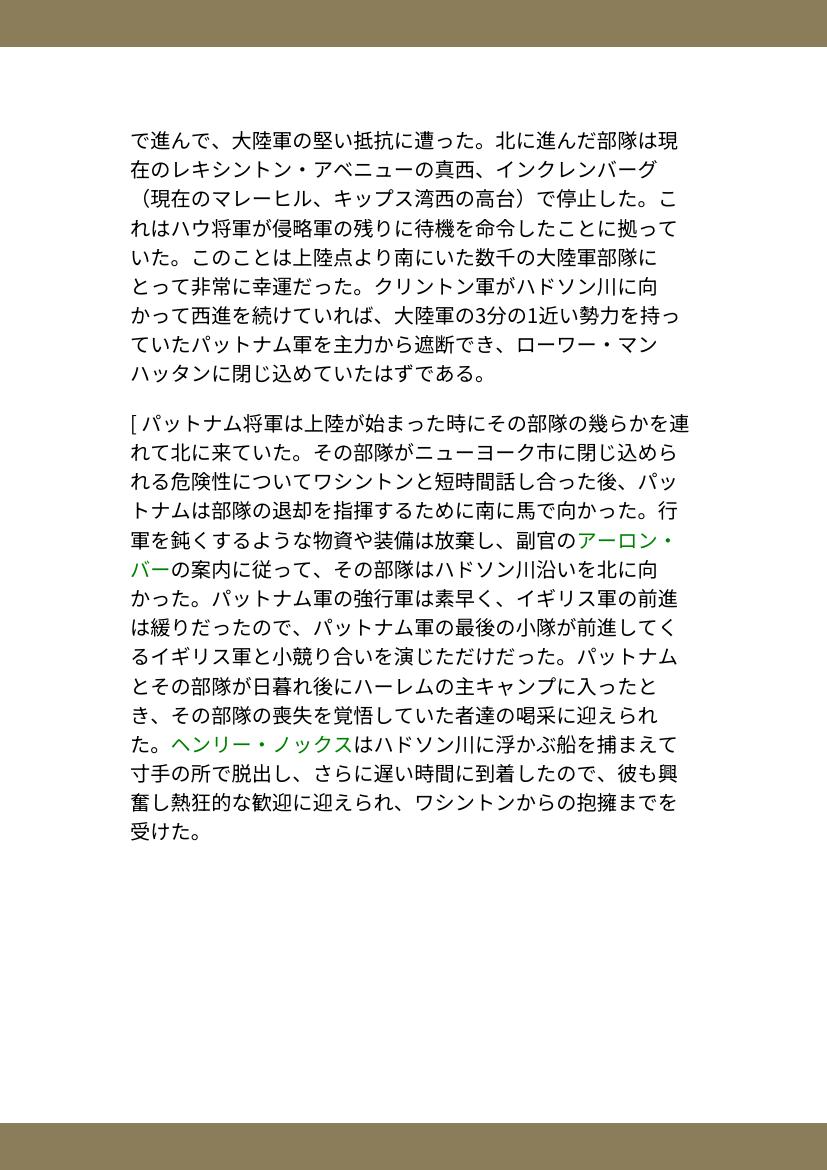 で進んで、大陸軍の堅い抵抗に遭った。北に進んだ部隊は現
在のレキシントン・アベニューの真西、インクレンバーグ
（現在のマレーヒル、キップス湾西の高台）で停止した。こ
れはハウ将軍が侵略軍の残りに待機を命令したことに拠って
いた。このことは上陸点より南にいた数千の大陸軍部隊に
とって非常に幸運だった。クリントン軍がハドソン川に向
かって西進を続けていれば、大陸軍の3分の1近い勢力を持っ
ていたパットナム軍を主力から遮断でき、ローワー・マン
ハッタンに閉じ込めていたはずである。
[ パットナム将軍は上陸が始まった時にその部隊の幾らかを連
れて北に来ていた。その部隊がニューヨーク市に閉じ込めら
れる危険性についてワシントンと短時間話し合った後、パッ
トナムは部隊の退却を指揮するために南に馬で向かった。行
軍を鈍くするような物資や装備は放棄し、副官のアーロン・
バーの案内に従って、その部隊はハドソン川沿いを北に向
かった。パットナム軍の強行軍は素早く、イギリス軍の前進
は緩りだったので、パットナム軍の最後の小隊が前進してく
るイギリス軍と小競り合いを演じただけだった。パットナム
とその部隊が日暮れ後にハーレムの主キャンプに入ったと
き、その部隊の喪失を覚悟していた者達の喝采に迎えられ
た。ヘンリー・ノックスはハドソン川に浮かぶ船を捕まえて
寸手の所で脱出し、さらに遅い時間に到着したので、彼も興
奮し熱狂的な歓迎に迎えられ、ワシントンからの抱擁までを
受けた。